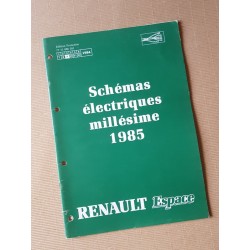 Schémas
électriques
millésime
1985
RENAULT Espace